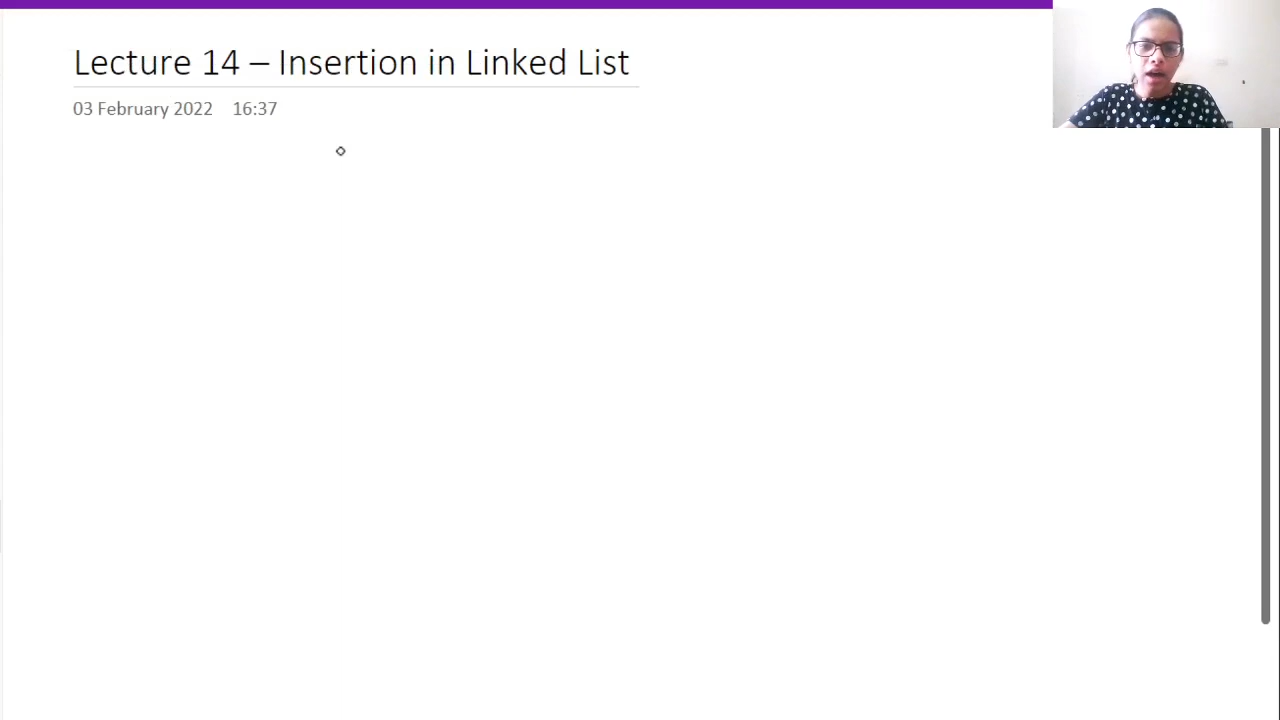 Lecture 14 – Insertion in Linked List
03 February 2022 16:37